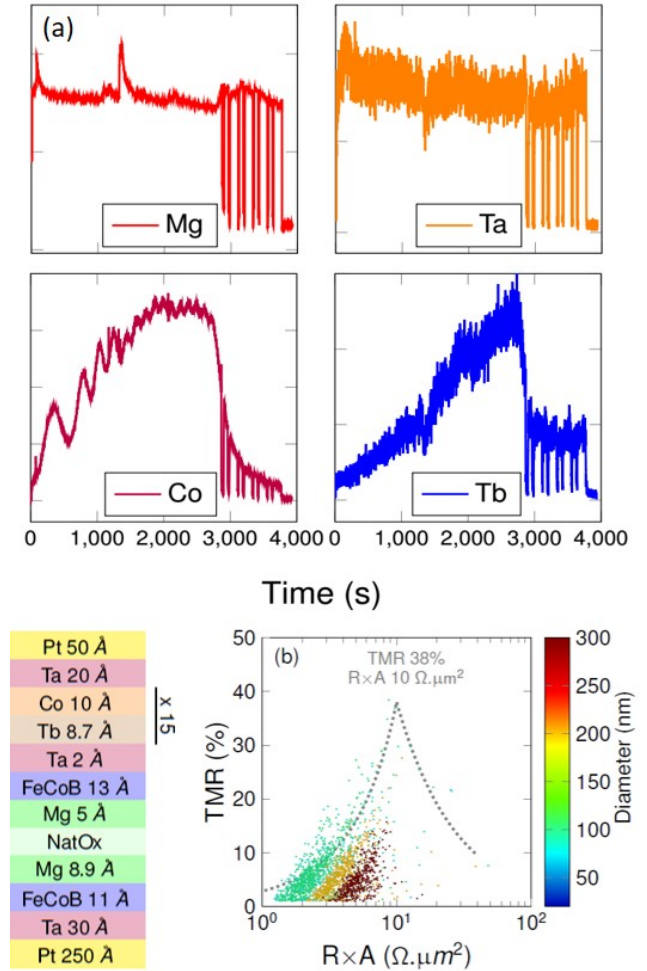 (a)
Mg
Ta
Co
Tb
0 1,000 2,000 3,000 4,000
0 1,000 2,000 3,000 4,000
Time (s)
Pt 50 Å
Ta 20 Å
Co 10 Å
Tb 8.7 Å
x 15
Ta 2 Å
FeCoB 13 Å
Mg 5 Å
NatOx
Mg 8.9 Å
FeCoB 11 Å
Ta 30 Å
Pt 250 Å
(b)
TMR 38%
R×A 10 Ω.μm²
TMR (%)
50
40
30
20
10
0
10⁰ 10¹ 10²
R×A (Ω.μm²)
300
250
200
150
100
50
Diameter (nm)